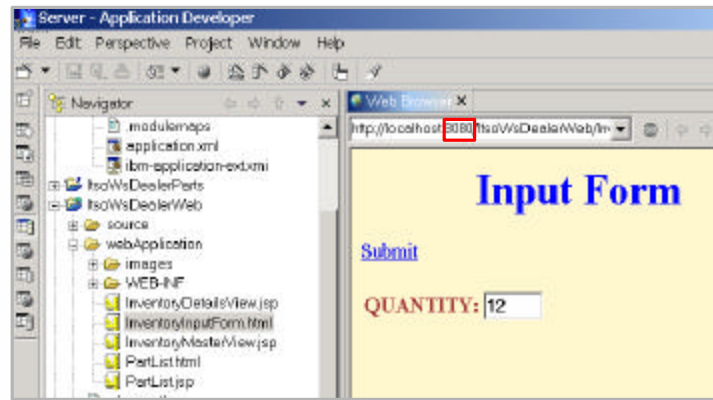 Server - Application Developer
File Edit Perspective Project Window Help
Navigator
.modulemaps
application.xml
ibm-application-ext.xmi
ItsoWsDealerParts
ItsoWsDealerWeb
source
webApplication
images
WEB-INF
InventoryDetailsView.jsp
InventoryInputForm.html
InventoryMasterView.jsp
PartList.html
PartList.jsp
Web Browser
http://localhost:8080/ItsoWsDealerWeb/In
Input Form
Submit
QUANTITY: 12